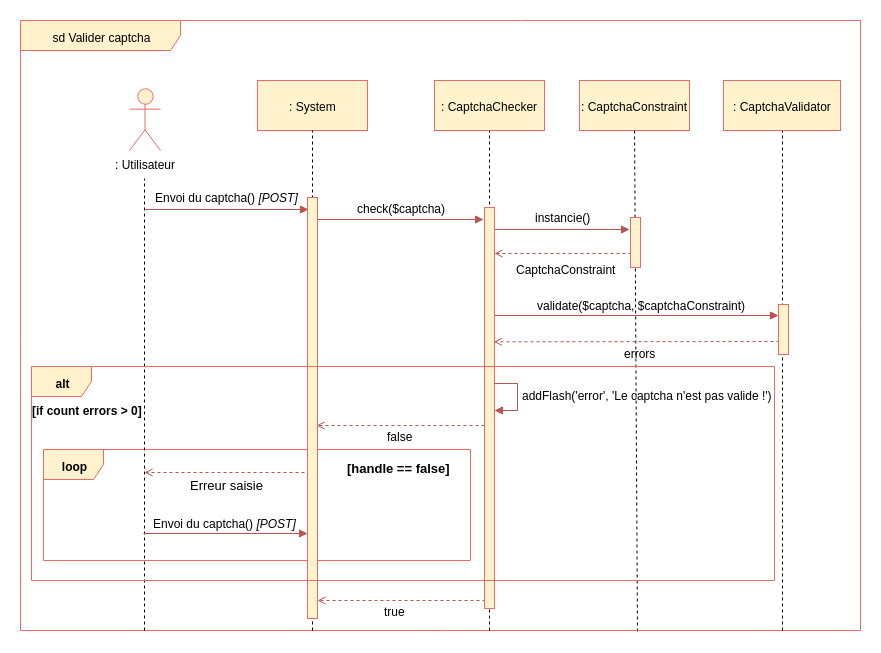 sd Valider captcha
: Utilisateur
: System
: CaptchaChecker
: CaptchaConstraint
: CaptchaValidator
Envoi du captcha() [POST]
check($captcha)
instancie()
CaptchaConstraint
validate($captcha, $captchaConstraint)
errors
alt
[if count errors > 0]
addFlash('error', 'Le captcha n'est pas valide !')
false
loop
[handle == false]
Erreur saisie
Envoi du captcha() [POST]
true